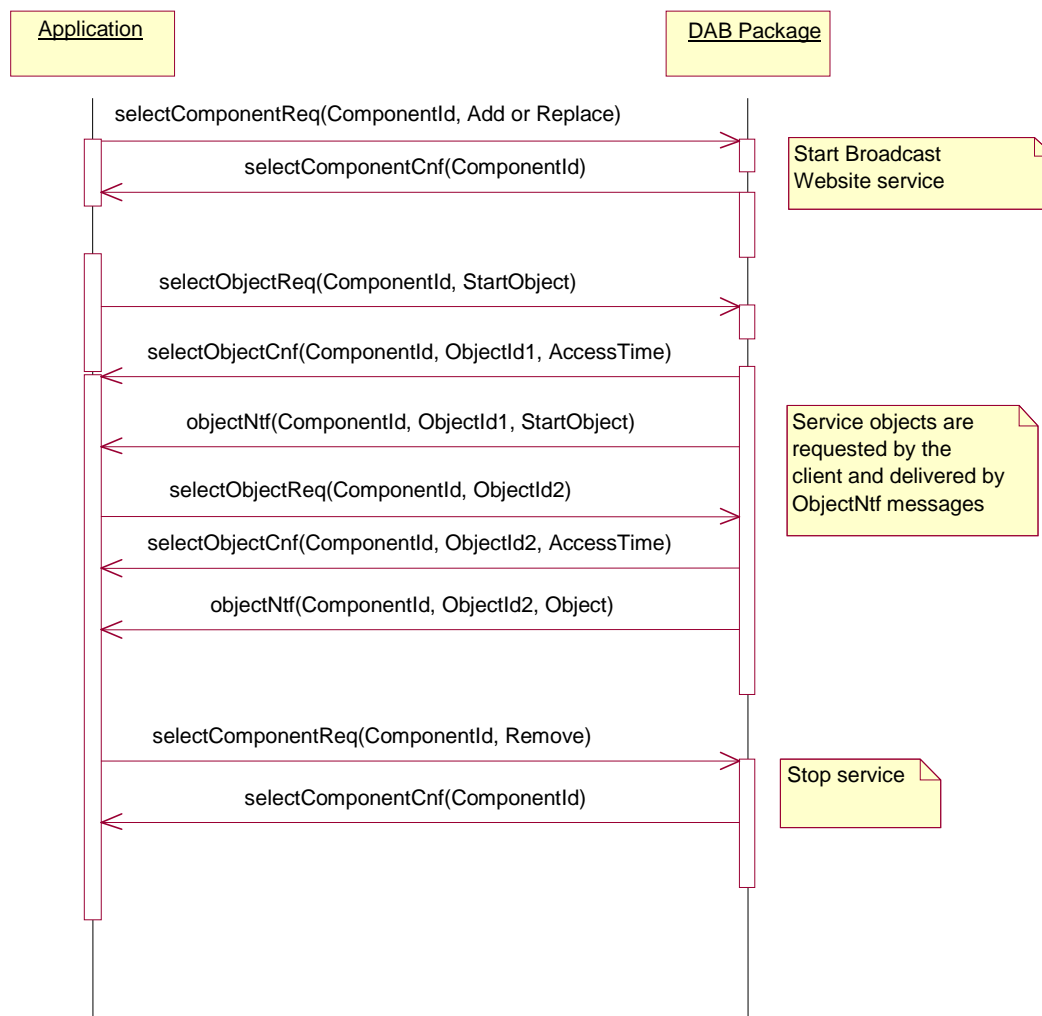 Application
DAB Package
selectComponentReq(ComponentId, Add or Replace)
selectComponentCnf(ComponentId)
Start Broadcast
Website service
selectObjectReq(ComponentId, StartObject)
selectObjectCnf(ComponentId, ObjectId1, AccessTime)
objectNtf(ComponentId, ObjectId1, StartObject)
Service objects are
requested by the
client and delivered by
ObjectNtf messages
selectObjectReq(ComponentId, ObjectId2)
selectObjectCnf(ComponentId, ObjectId2, AccessTime)
objectNtf(ComponentId, ObjectId2, Object)
selectComponentReq(ComponentId, Remove)
Stop service
selectComponentCnf(ComponentId)